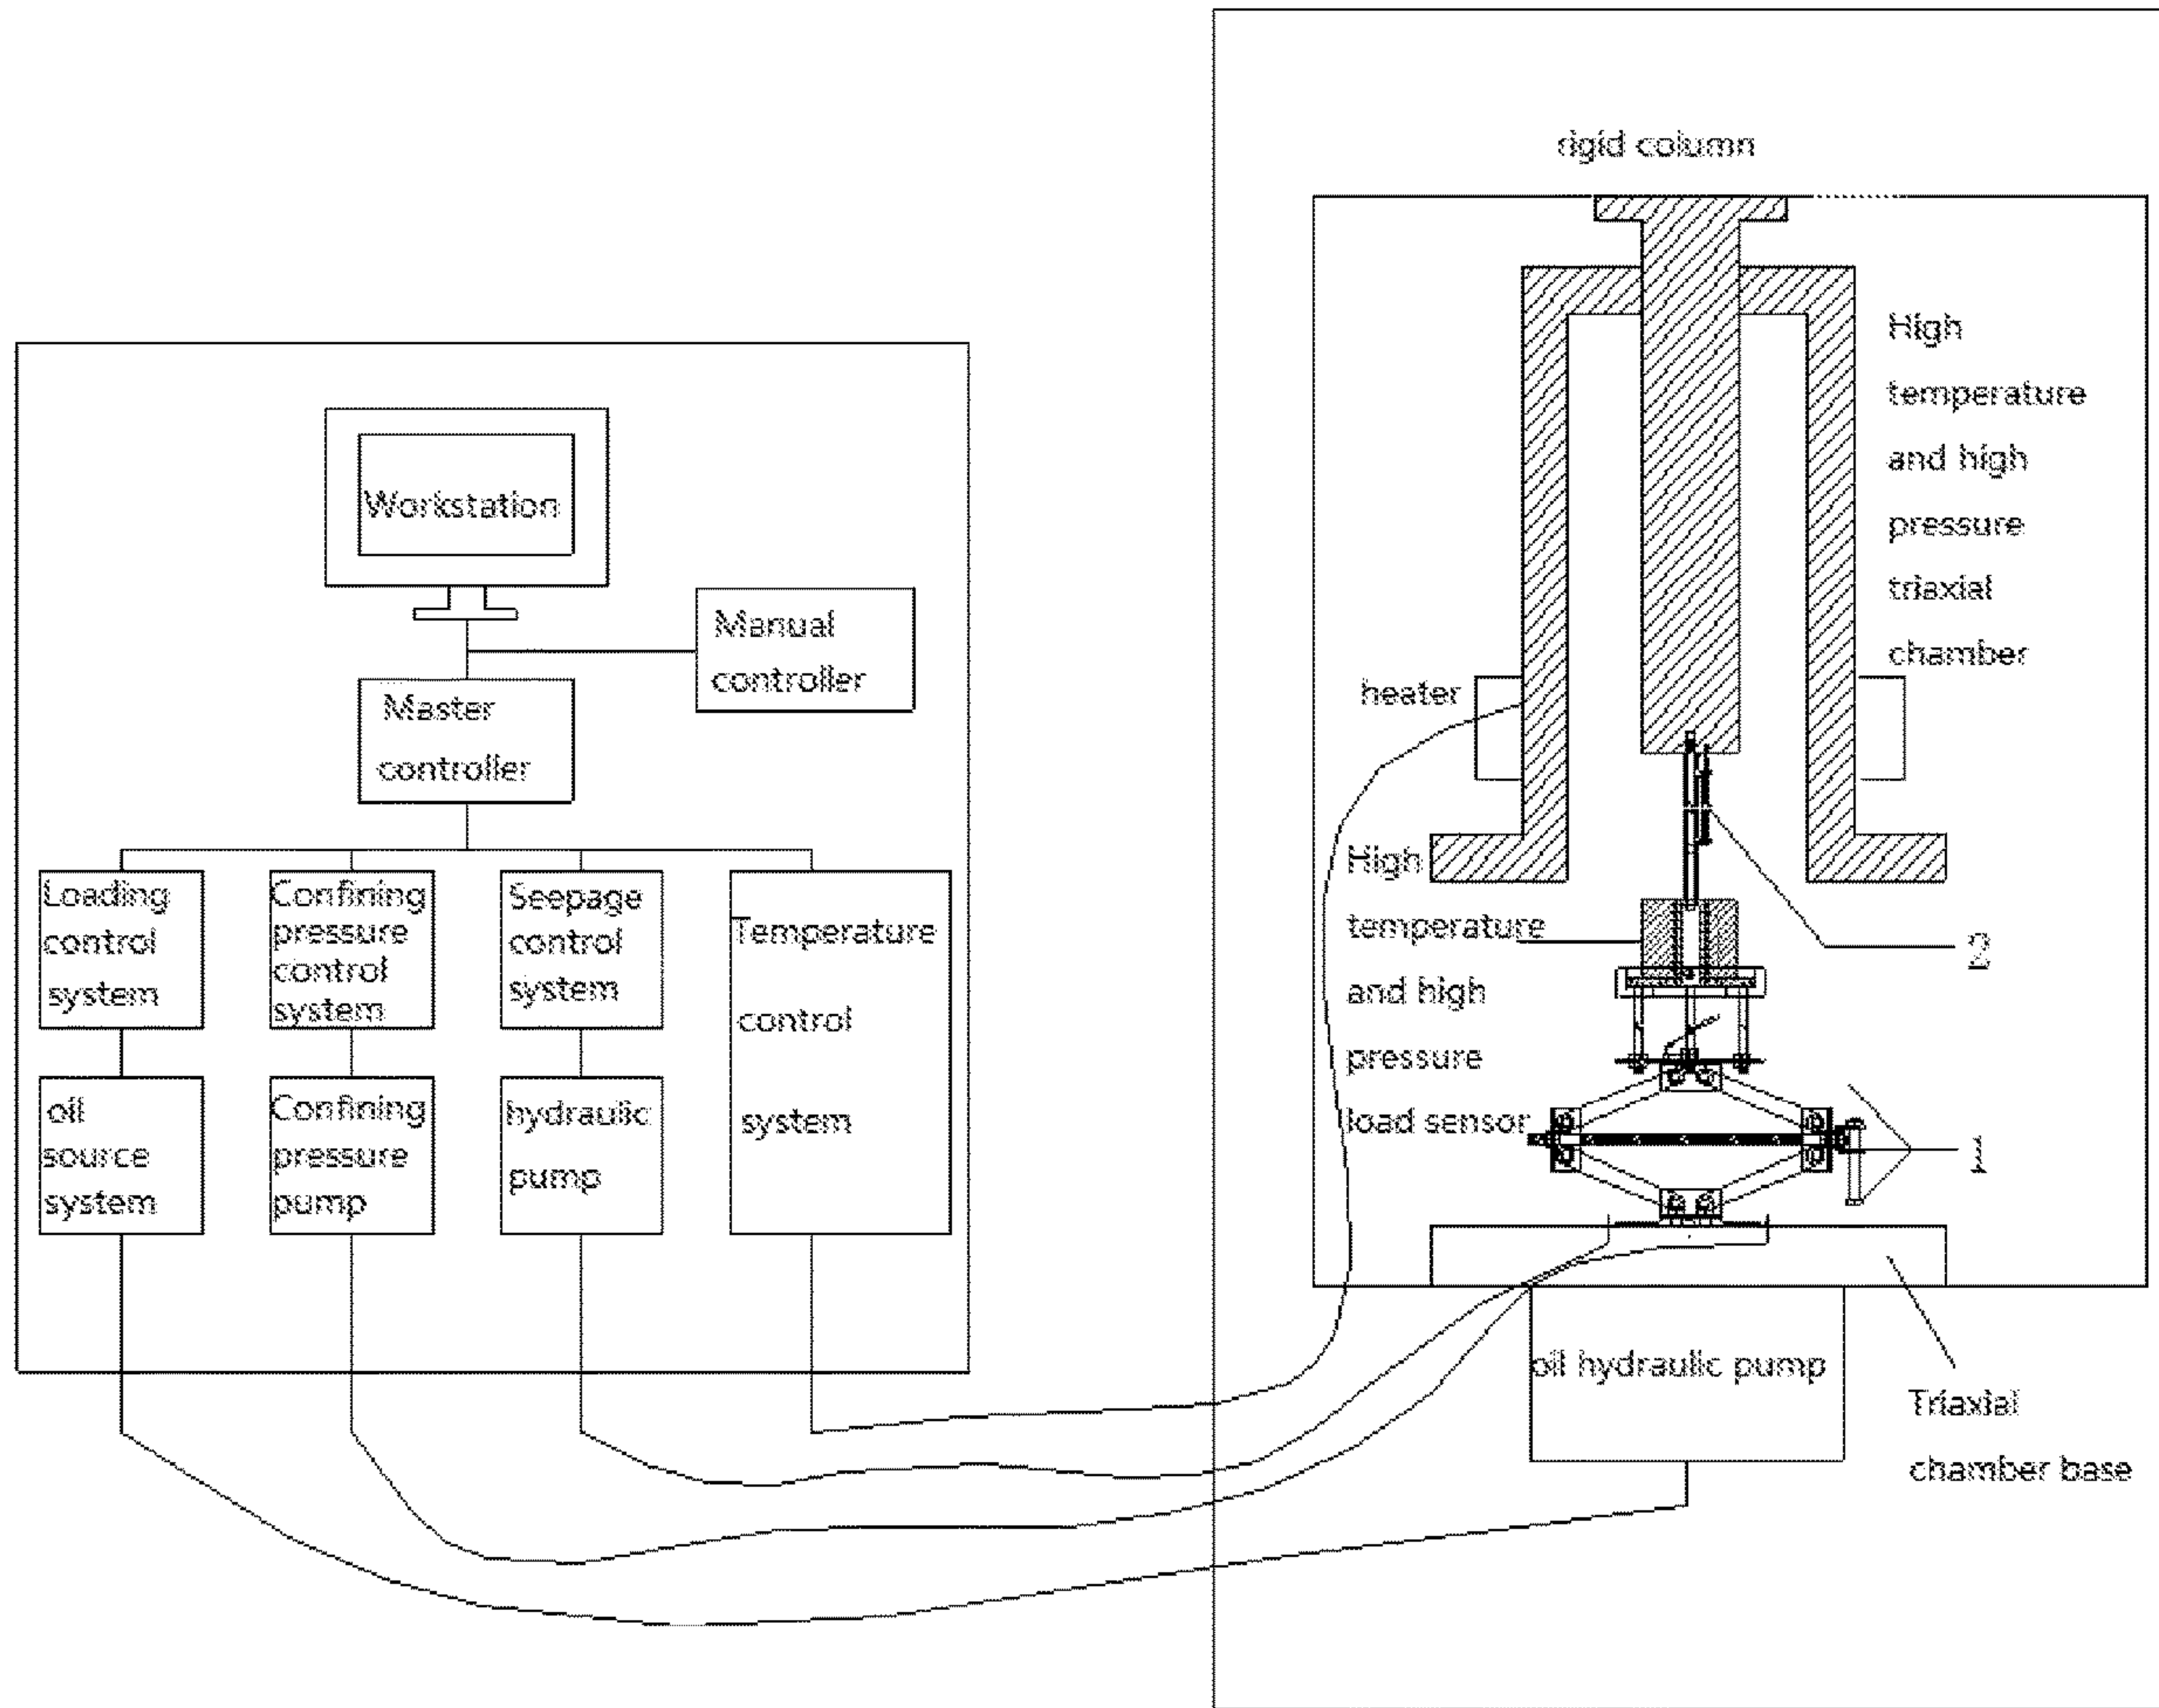 Workstation
Manual
controller
Master
controller
Loading
control
system
Confining
pressure
control
system
Seepage
control
system
Temperature
control
system
oil
source
system
Confining
pressure
pump
hydraulic
pump
rigid column
High
temperature
and high
pressure
triaxial
chamber
heater
High
temperature
and high
pressure
load sensor
2
1
oil hydraulic pump
Triaxial
chamber base